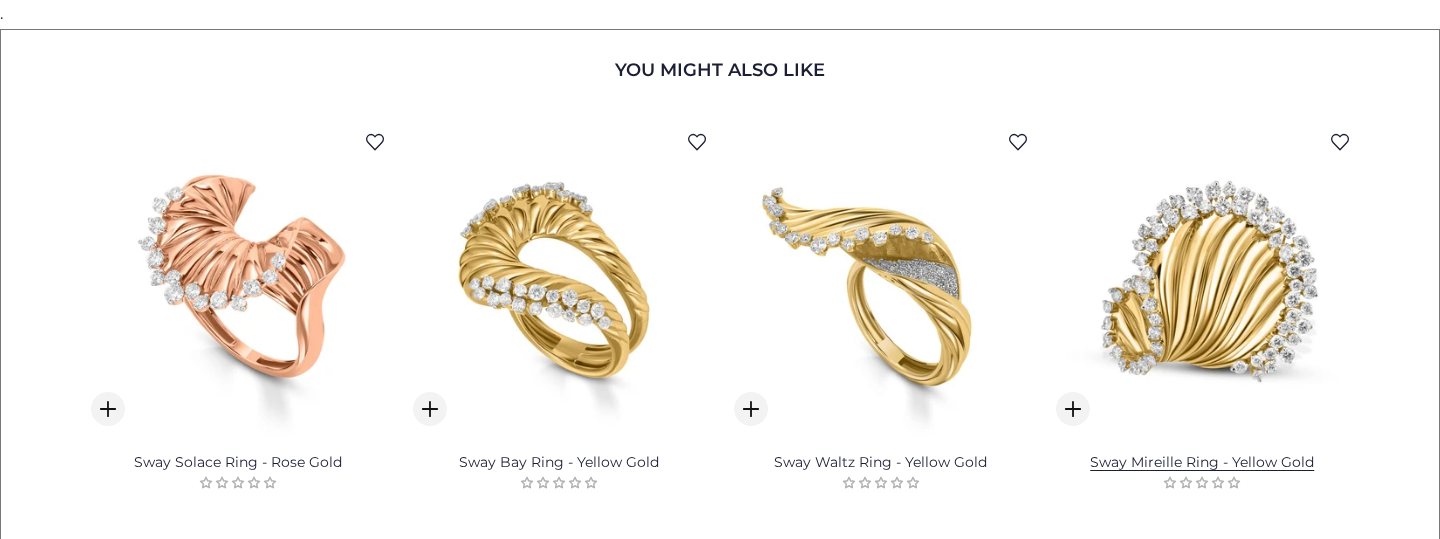 .
YOU MIGHT ALSO LIKE
Sway Solace Ring - Rose Gold
Sway Bay Ring - Yellow Gold
Sway Waltz Ring - Yellow Gold
Sway Mireille Ring - Yellow Gold